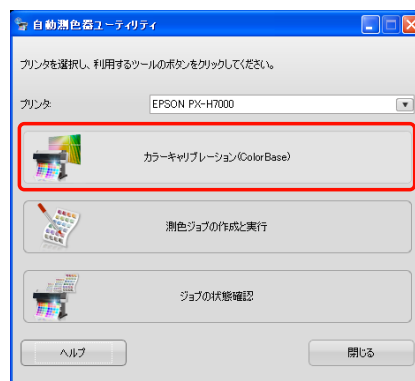 自動測色器ユーティリティ
プリンタを選択し、利用するツールのボタンをクリックしてください。
プリンタ: EPSON PX-H7000
カラーキャリブレーション(ColorBase)
測色ジョブの作成と実行
ジョブの状態確認
ヘルプ 閉じる